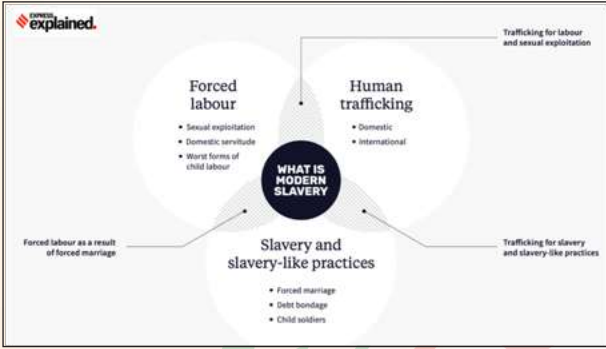 EXPRESS
explained.
Trafficking for labour
and sexual exploitation
Forced
labour
• Sexual exploitation
• Domestic servitude
• Worst forms of
child labour
Human
trafficking
• Domestic
• International
WHAT IS
MODERN
SLAVERY
Forced labour as a result
of forced marriage
Slavery and
slavery-like practices
• Forced marriage
• Debt bondage
• Child soldiers
Trafficking for slavery
and slavery-like practices